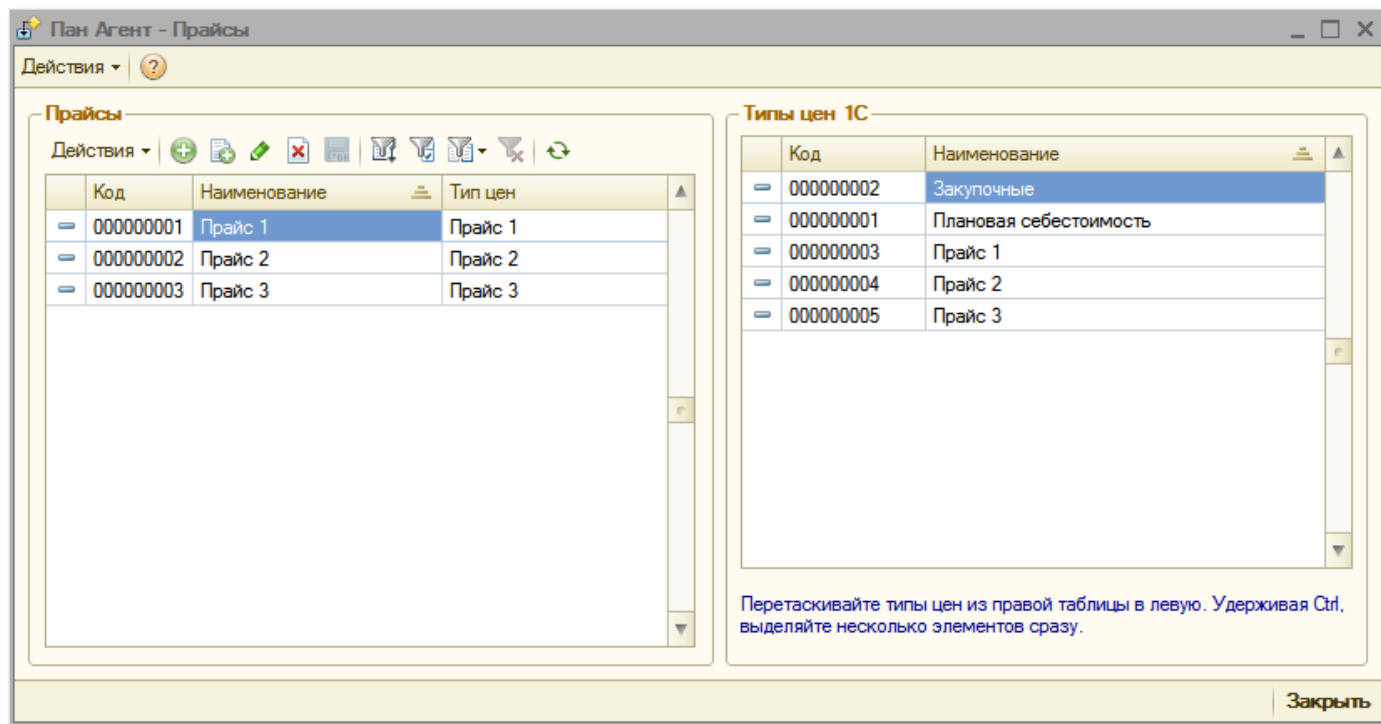 Пан Агент - Прайсы
Действия
Прайсы
Действия
Код Наименование Тип цен
000000001 Прайс 1 Прайс 1
000000002 Прайс 2 Прайс 2
000000003 Прайс 3 Прайс 3
Типы цен 1С
Код Наименование
000000002 Закупочные
000000001 Плановая себестоимость
000000003 Прайс 1
000000004 Прайс 2
000000005 Прайс 3
Перетаскивайте типы цен из правой таблицы в левую. Удерживая Ctrl,
выделяйте несколько элементов сразу.
Закрыть